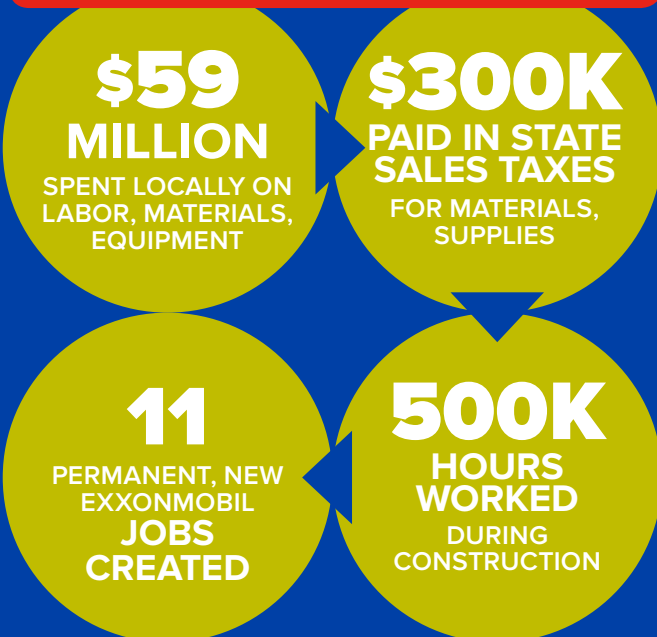 $59
MILLION
SPENT LOCALLY ON
LABOR, MATERIALS,
EQUIPMENT
$300K
PAID IN STATE
SALES TAXES
FOR MATERIALS,
SUPPLIES
500K
HOURS
WORKED
DURING
CONSTRUCTION
11
PERMANENT, NEW
EXXONMOBIL
JOBS
CREATED